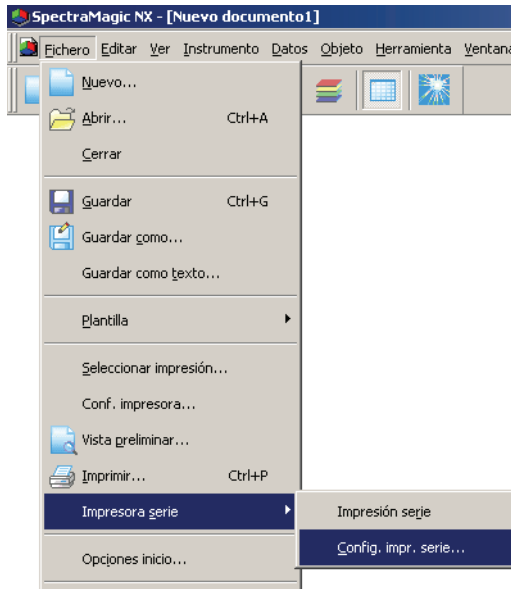 SpectraMagic NX - [Nuevo documento1]
Fichero Editar Ver Instrumento Datos Objeto Herramienta Ventana
Nuevo...
Abrir... Ctrl+A
Cerrar
Guardar Ctrl+G
Guardar como...
Guardar como texto...
Plantilla
Seleccionar impresión...
Conf. impresora...
Vista preliminar...
Imprimir... Ctrl+P
Impresora serie
Impresión serie
Config. impr. serie...
Opciones inicio...